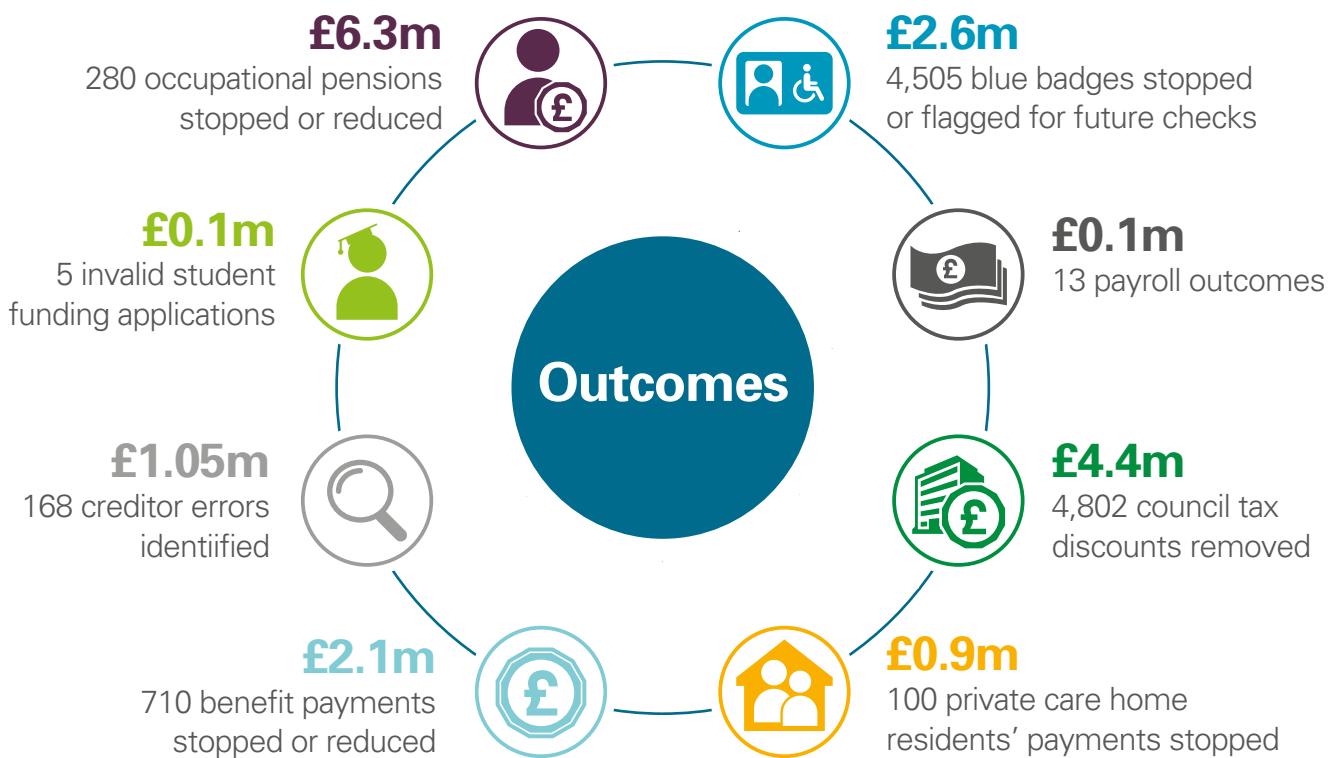 £6.3m
280 occupational pensions
stopped or reduced
£
£2.6m
4,505 blue badges stopped
or flagged for future checks
£0.1m
5 invalid student
funding applications
£
£0.1m
13 payroll outcomes
Outcomes
£1.05m
168 creditor errors
identiified
£
£4.4m
4,802 council tax
discounts removed
£2.1m
710 benefit payments
stopped or reduced
£
£0.9m
100 private care home
residents’ payments stopped